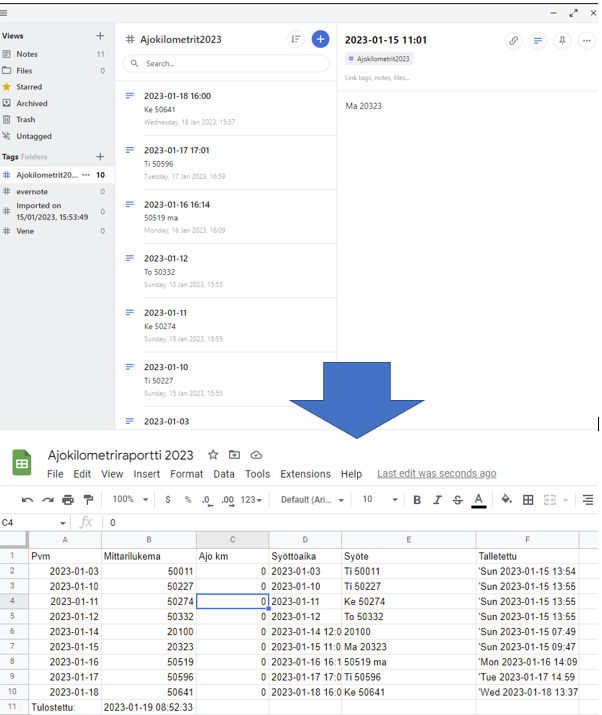 Views
Notes 11
Files 0
Starred
Archived
Trash
Untagged
Tags Folders
Ajokilometrit20... ... 10
evernote 0
Imported on
15/01/2023, 15:53:49 0
Vene 0
# Ajokilometrit2023
Search...
2023-01-18 16:00
Ke 50641
Wednesday, 18 Jan 2023, 15:37
2023-01-17 17:01
Ti 50596
Tuesday, 17 Jan 2023, 16:59
2023-01-16 16:14
50519 ma
Monday, 16 Jan 2023, 16:09
2023-01-12
To 50332
Sunday, 15 Jan 2023, 15:55
2023-01-11
Ke 50274
Sunday, 15 Jan 2023, 15:55
2023-01-10
Ti 50227
Sunday, 15 Jan 2023, 15:55
2023-01-03
2023-01-15 11:01
# Ajokilometrit2023
Link tags, notes, files...
Ma 20323
Ajokilometriraportti 2023
File Edit View Insert Format Data Tools Extensions Help Last edit was seconds ago
100% $ % .0 .00 123 Default (Ari... 10 B I S A
C4 fx 0
A B C D E F
1 Pvm Mittarilukema Ajo km Syöttöaika Syöte Talletettu
2 2023-01-03 50011 0 2023-01-03 Ti 50011 'Sun 2023-01-15 13:54
3 2023-01-10 50227 0 2023-01-10 Ti 50227 'Sun 2023-01-15 13:55
4 2023-01-11 50274 0 2023-01-11 Ke 50274 'Sun 2023-01-15 13:55
5 2023-01-12 50332 0 2023-01-12 To 50332 'Sun 2023-01-15 13:55
6 2023-01-14 20100 0 2023-01-14 12:0 20100 'Sun 2023-01-15 07:49
7 2023-01-15 20323 0 2023-01-15 11:0 Ma 20323 'Sun 2023-01-15 09:47
8 2023-01-16 50519 0 2023-01-16 16:1 50519 ma 'Mon 2023-01-16 14:09
9 2023-01-17 50596 0 2023-01-17 17:0 Ti 50596 'Tue 2023-01-17 14:59
10 2023-01-18 50641 0 2023-01-18 16:0 Ke 50641 'Wed 2023-01-18 13:37
11 Tulostettu: 2023-01-19 08:52:33